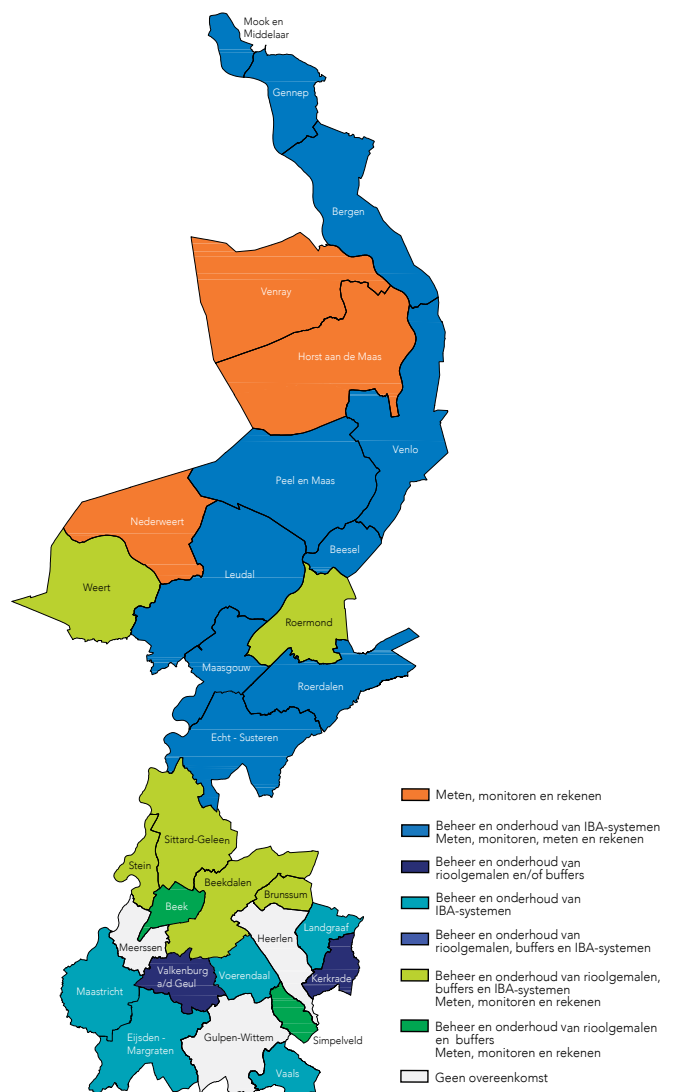 Mook en
Middelaar
Gennep
Bergen
Venray
Horst aan de Maas
Venlo
Peel en Maas
Nederweert
Beesel
Leudal
Weert
Roermond
Maasgouw
Roerdalen
Echt - Susteren
Sittard-Geleen
Stein
Beekdalen
Brunssum
Beek
Landgraaf
Heerlen
Meerssen
Valkenburg
a/d Geul
Voerendaal
Kerkrade
Maastricht
Eijsden -
Margraten
Gulpen-Wittem
Simpelveld
Vaals
Meten, monitoren en rekenen
Beheer en onderhoud van IBA-systemen
Meten, monitoren, meten en rekenen
Beheer en onderhoud van
rioolgemalen en/of buffers
Beheer en onderhoud van
IBA-systemen
Beheer en onderhoud van
rioolgemalen, buffers en IBA-systemen
Beheer en onderhoud van rioolgemalen,
buffers en IBA-systemen
Meten, monitoren en rekenen
Beheer en onderhoud van rioolgemalen
en buffers
Meten, monitoren en rekenen
Geen overeenkomst